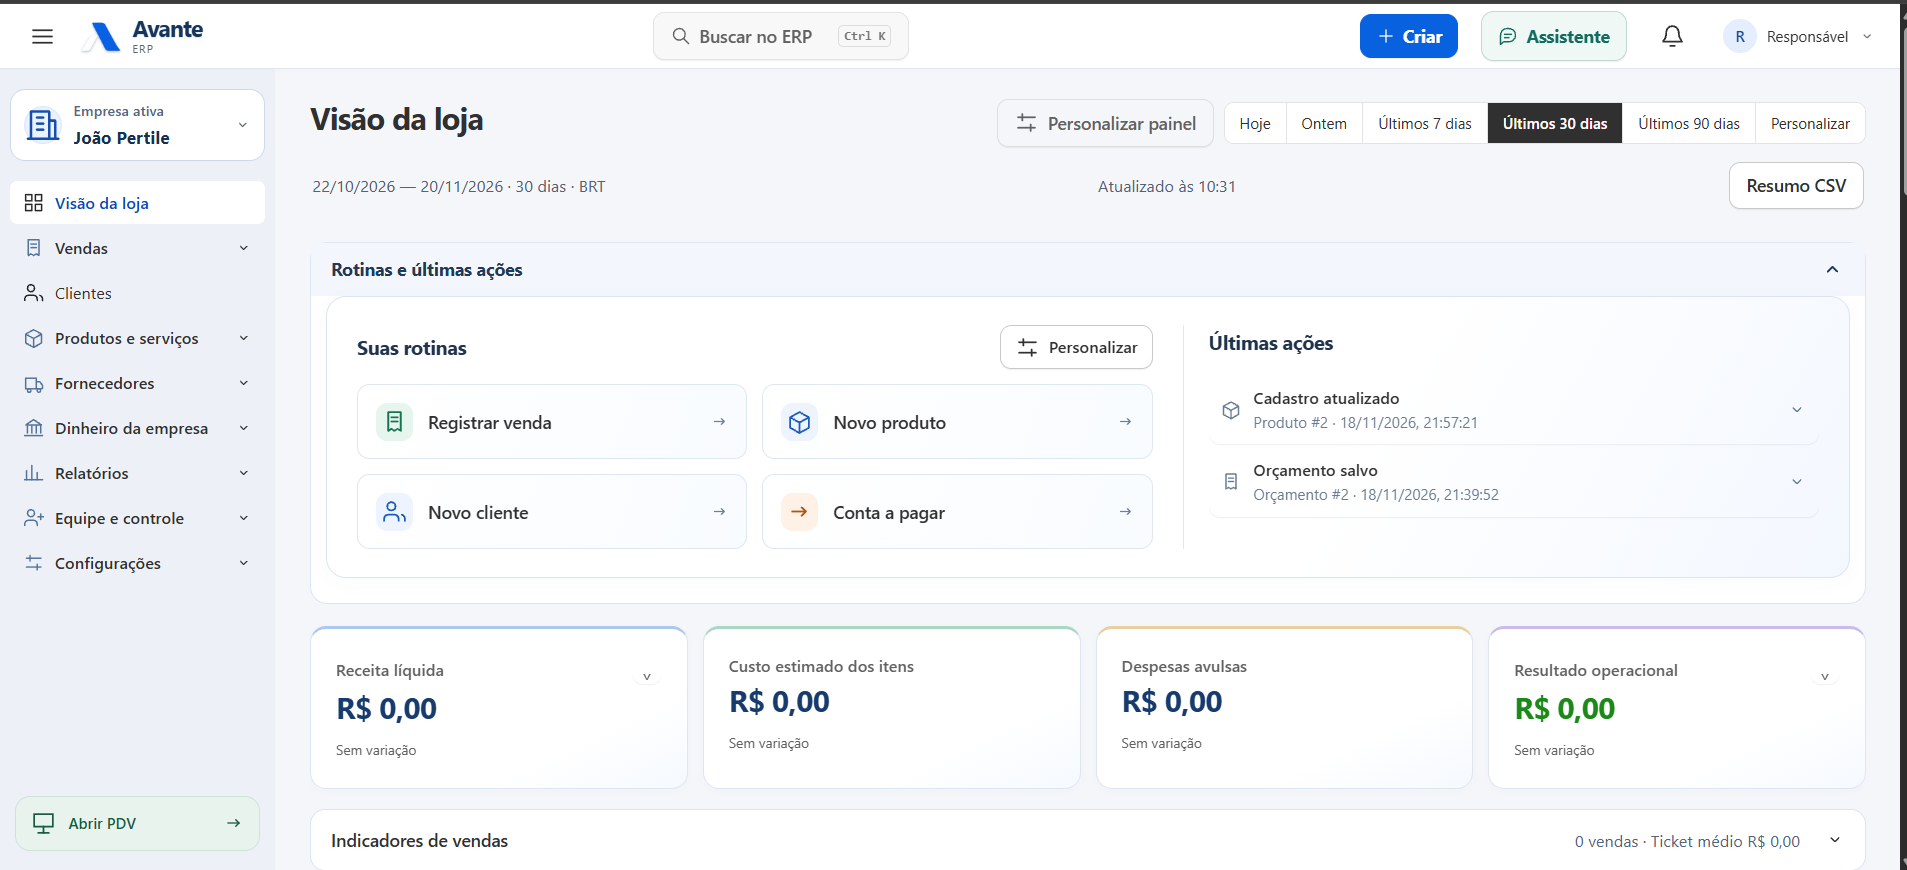 Avante
ERP
Buscar no ERP
Ctrl K
Criar
Assistente
R
Responsável
Empresa ativa
João Pertile
Visão da loja
Vendas
Clientes
Produtos e serviços
Fornecedores
Dinheiro da empresa
Relatórios
Equipe e controle
Configurações
Abrir PDV
Visão da loja
Personalizar painel
Hoje
Ontem
Últimos 7 dias
Últimos 30 dias
Últimos 90 dias
Personalizar
22/10/2026 — 20/11/2026 · 30 dias · BRT
Atualizado às 10:31
Resumo CSV
Rotinas e últimas ações
Suas rotinas
Personalizar
Registrar venda
Novo produto
Novo cliente
Conta a pagar
Últimas ações
Cadastro atualizado
Produto #2 · 18/11/2026, 21:57:21
Orçamento salvo
Orçamento #2 · 18/11/2026, 21:39:52
Receita líquida
v
R$ 0,00
Sem variação
Custo estimado dos itens
R$ 0,00
Sem variação
Despesas avulsas
R$ 0,00
Sem variação
Resultado operacional
v
R$ 0,00
Sem variação
Indicadores de vendas
0 vendas · Ticket médio R$ 0,00